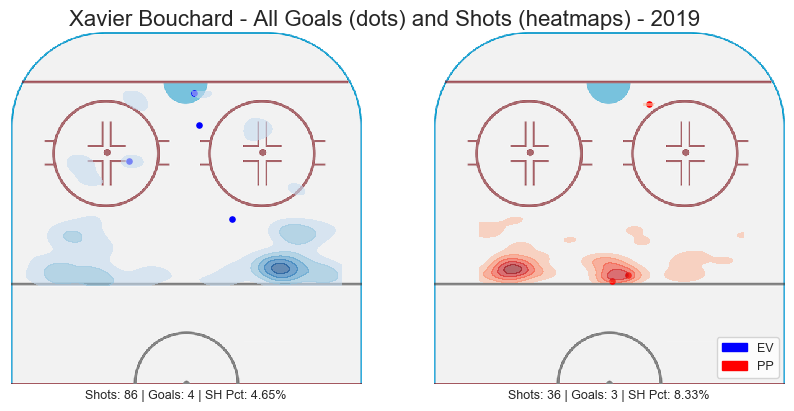 Xavier Bouchard - All Goals (dots) and Shots (heatmaps) - 2019
EV
PP
Shots: 86 | Goals: 4 | SH Pct: 4.65%
Shots: 36 | Goals: 3 | SH Pct: 8.33%